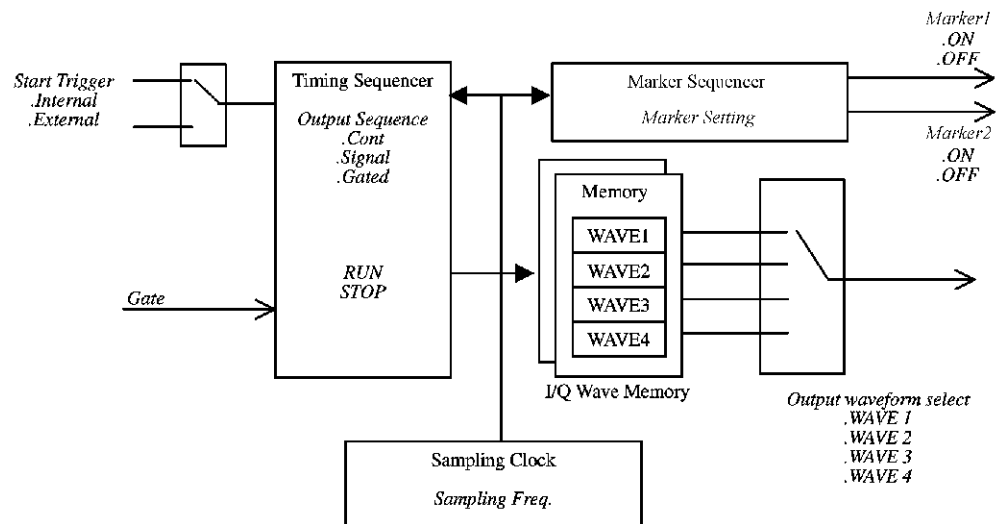 Start Trigger
.Internal
.External
Timing Sequencer
Output Sequence
.Cont
.Signal
.Gated
RUN
STOP
Gate
Marker Sequencer
Marker Setting
Marker1
.ON
.OFF
Marker2
.ON
.OFF
Memory
WAVE1
WAVE2
WAVE3
WAVE4
I/Q Wave Memory
Output waveform select
.WAVE 1
.WAVE 2
.WAVE 3
.WAVE 4
Sampling Clock
Sampling Freq.